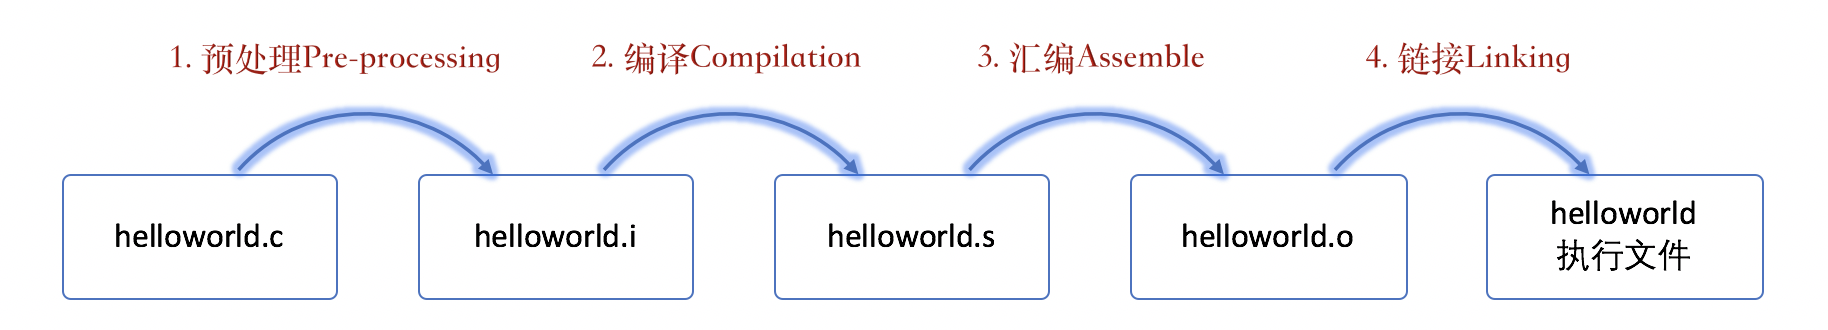 1. 预处理Pre-processing
2. 编译Compilation
3. 汇编Assemble
4. 链接Linking
helloworld.c
helloworld.i
helloworld.s
helloworld.o
helloworld
执行文件